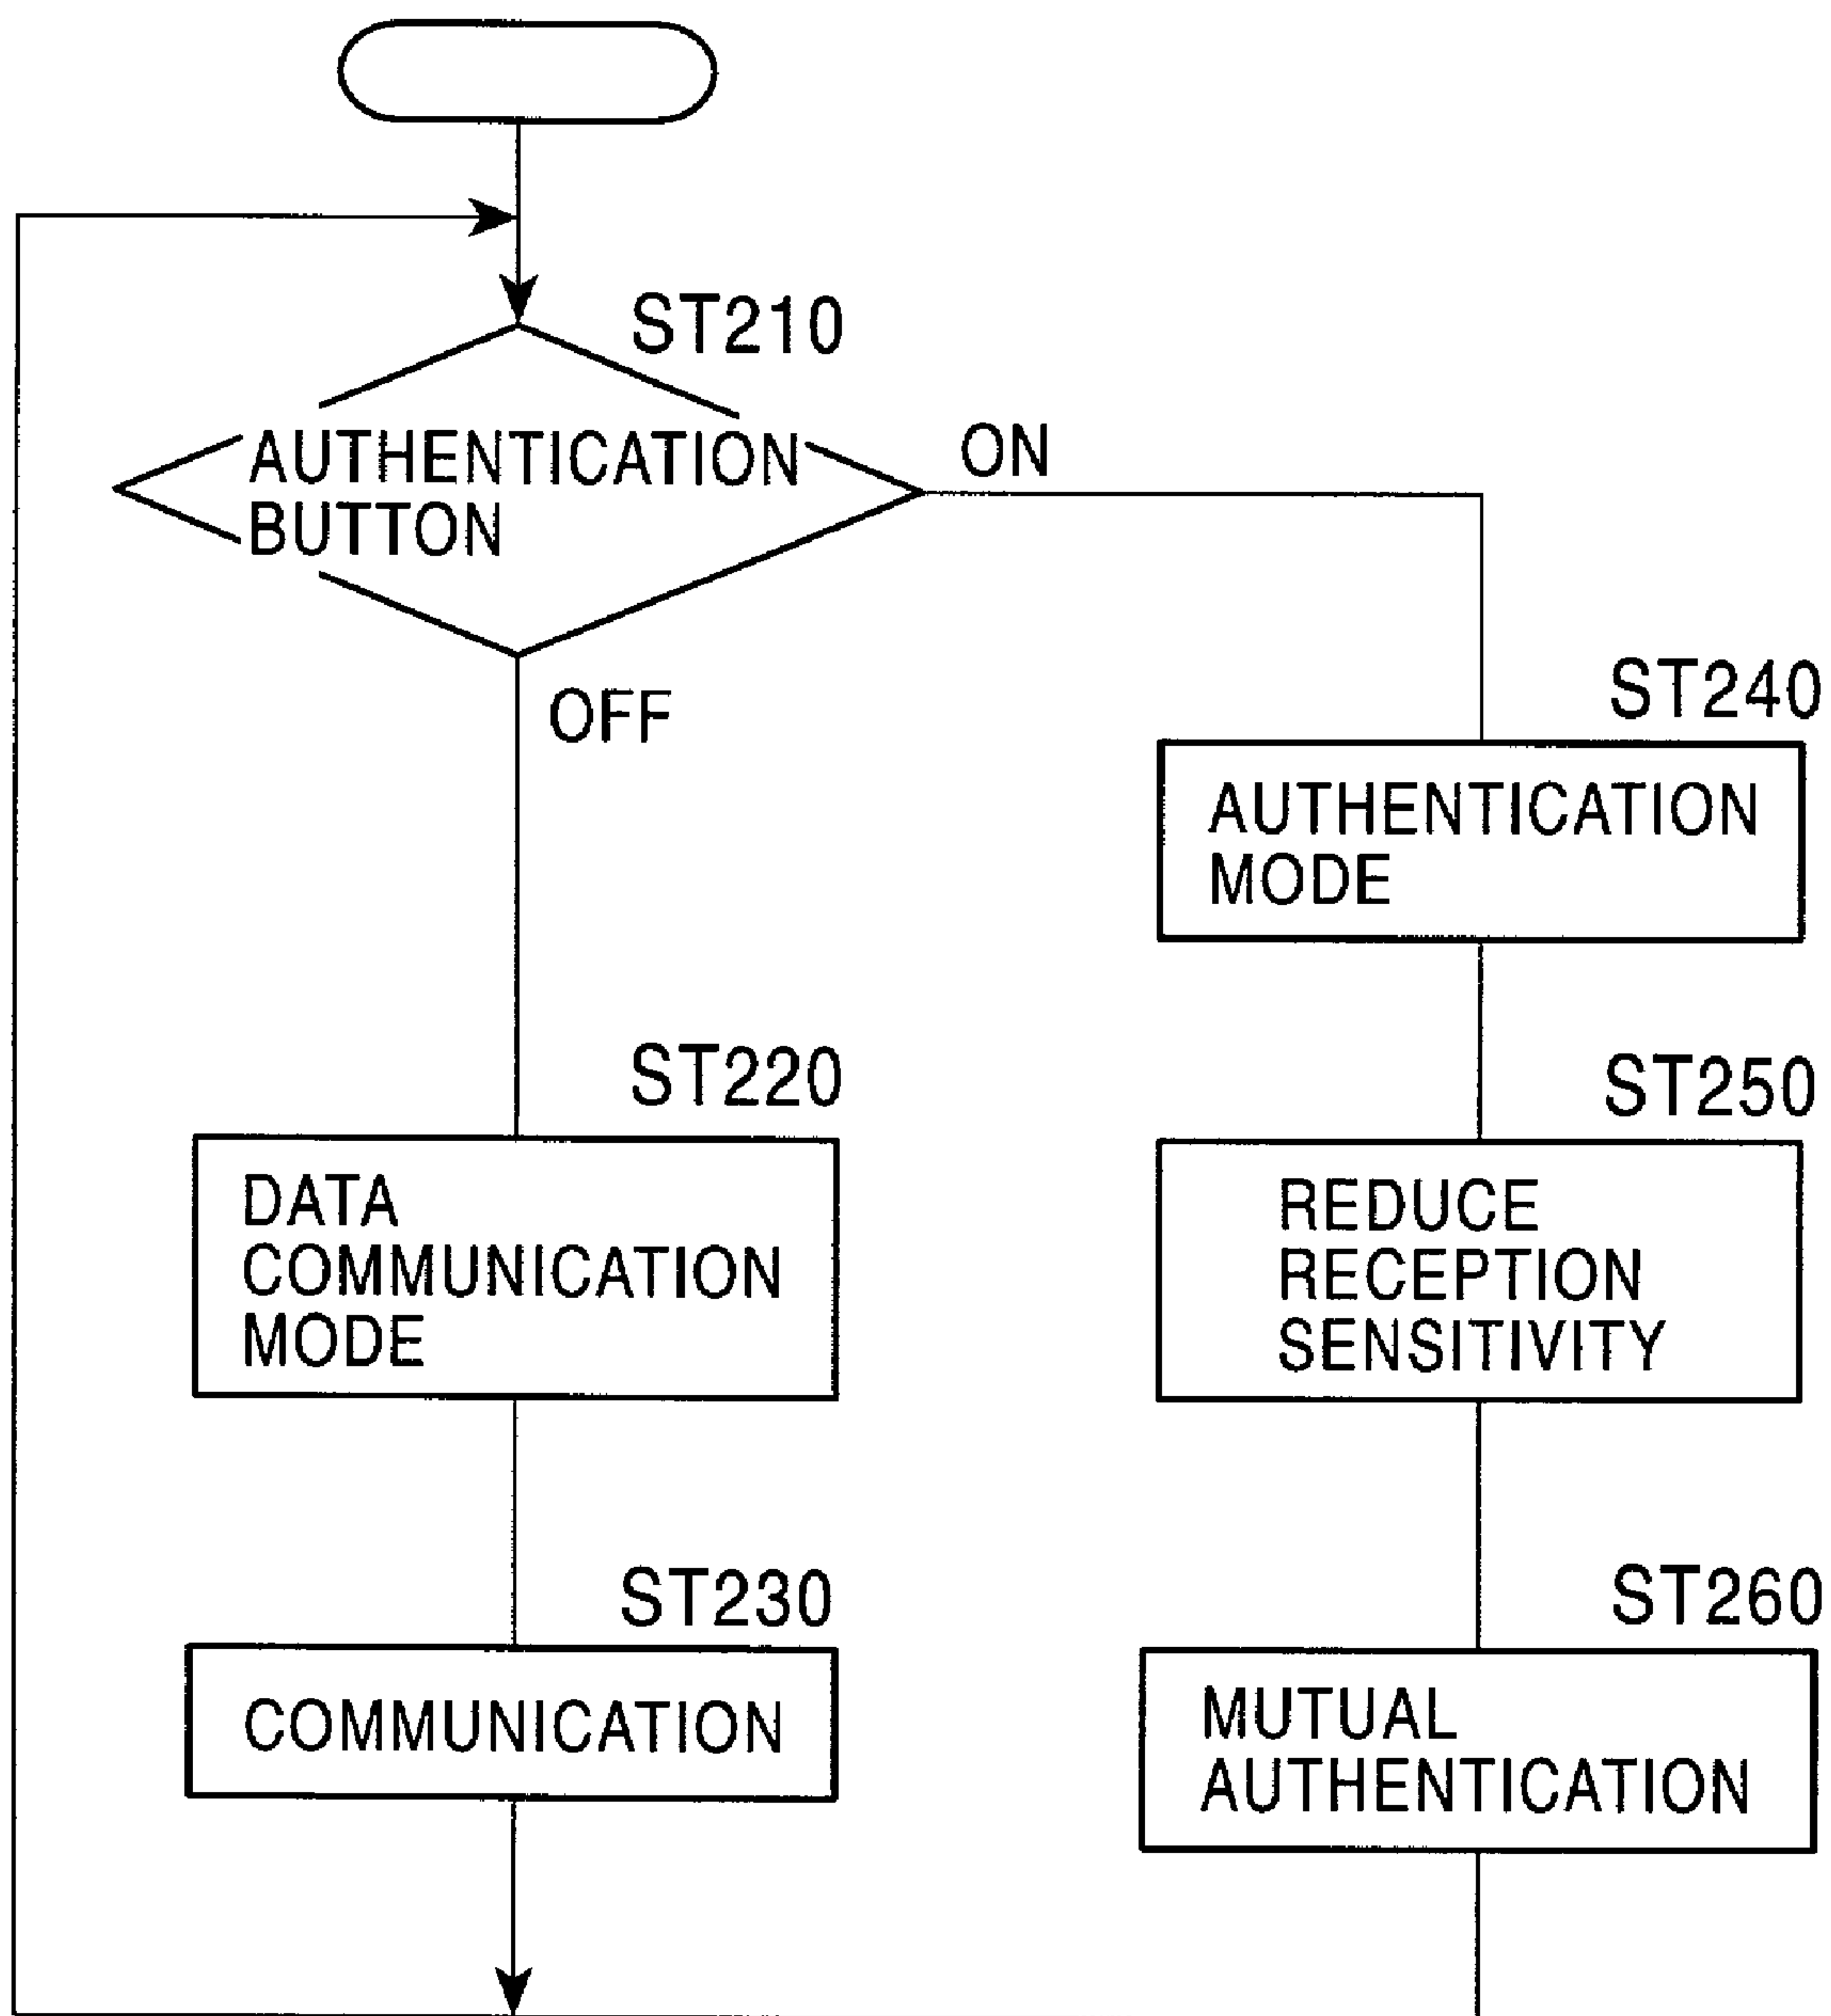 ST210
AUTHENTICATION
BUTTON
ON
OFF
ST220
DATA
COMMUNICATION
MODE
ST230
COMMUNICATION
ST240
AUTHENTICATION
MODE
ST250
REDUCE
RECEPTION
SENSITIVITY
ST260
MUTUAL
AUTHENTICATION